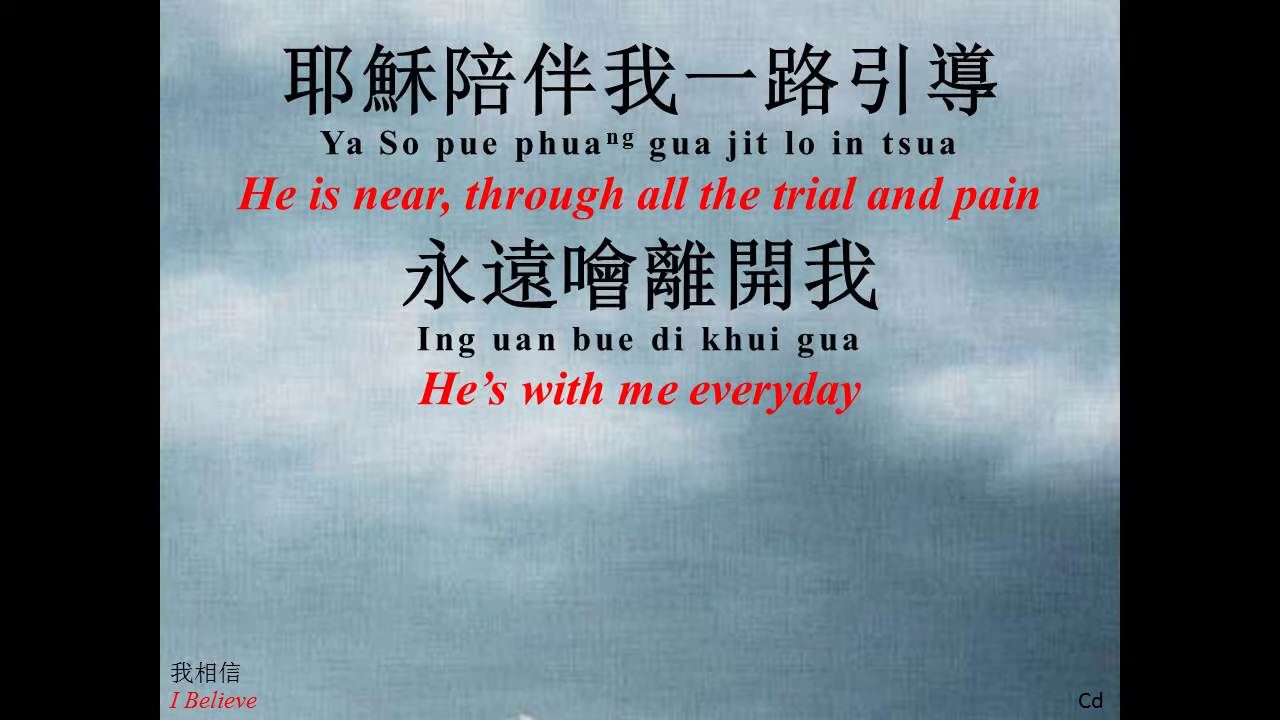 耶穌陪伴我一路引導
Ya So pue phuaⁿᵍ gua jit lo in tsua
He is near, through all the trial and pain
永遠噲離開我
Ing uan bue di khui gua
He’s with me everyday
我相信
I Believe
Cd